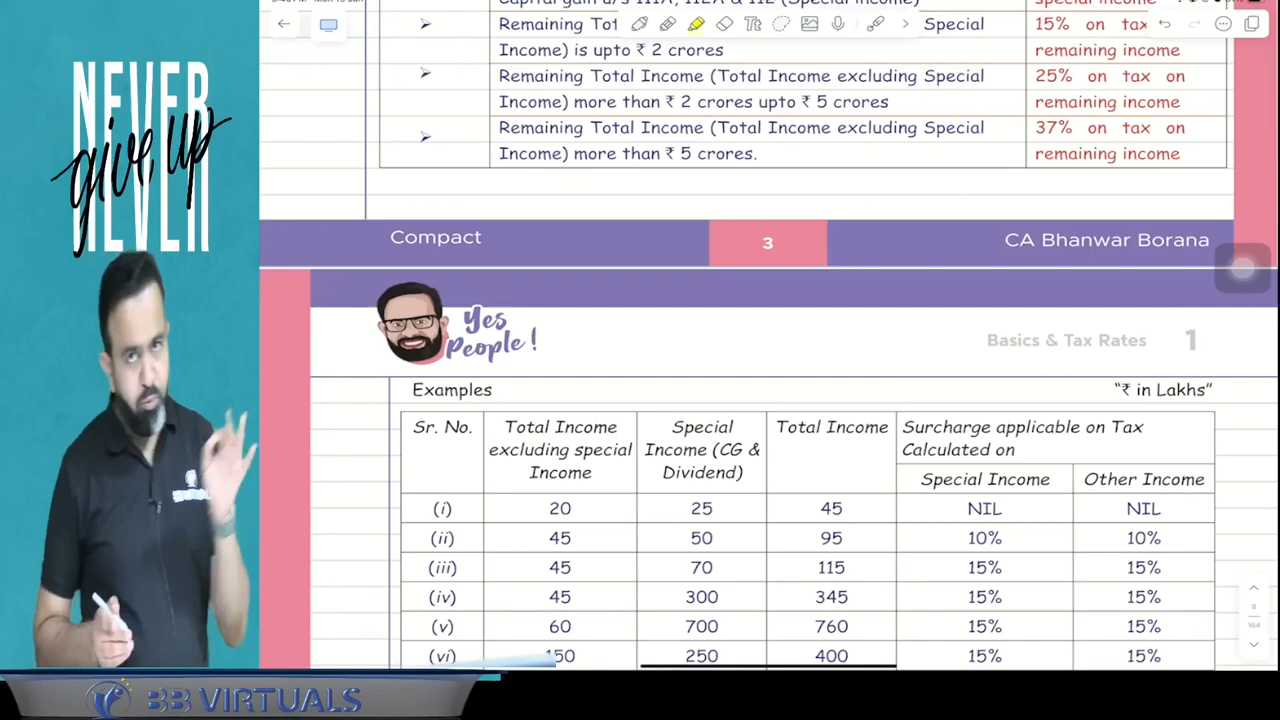 NEVER
give up
NEVER
Remaining Tot Special
Income) is upto ₹ 2 crores
15% on tax
remaining income
Remaining Total Income (Total Income excluding Special
Income) more than ₹ 2 crores upto ₹ 5 crores
25% on tax on
remaining income
Remaining Total Income (Total Income excluding Special
Income) more than ₹ 5 crores.
37% on tax on
remaining income
Compact 3 CA Bhanwar Borana
Yes
People!
Basics & Tax Rates 1
Examples "₹ in Lakhs"
Sr. No.
Total Income
excluding special
Income
Special
Income (CG &
Dividend)
Total Income
Surcharge applicable on Tax
Calculated on
Special Income Other Income
(i) 20 25 45 NIL NIL
(ii) 45 50 95 10% 10%
(iii) 45 70 115 15% 15%
(iv) 45 300 345 15% 15%
(v) 60 700 760 15% 15%
(vi) 150 250 400 15% 15%
8
164
BB VIRTUALS